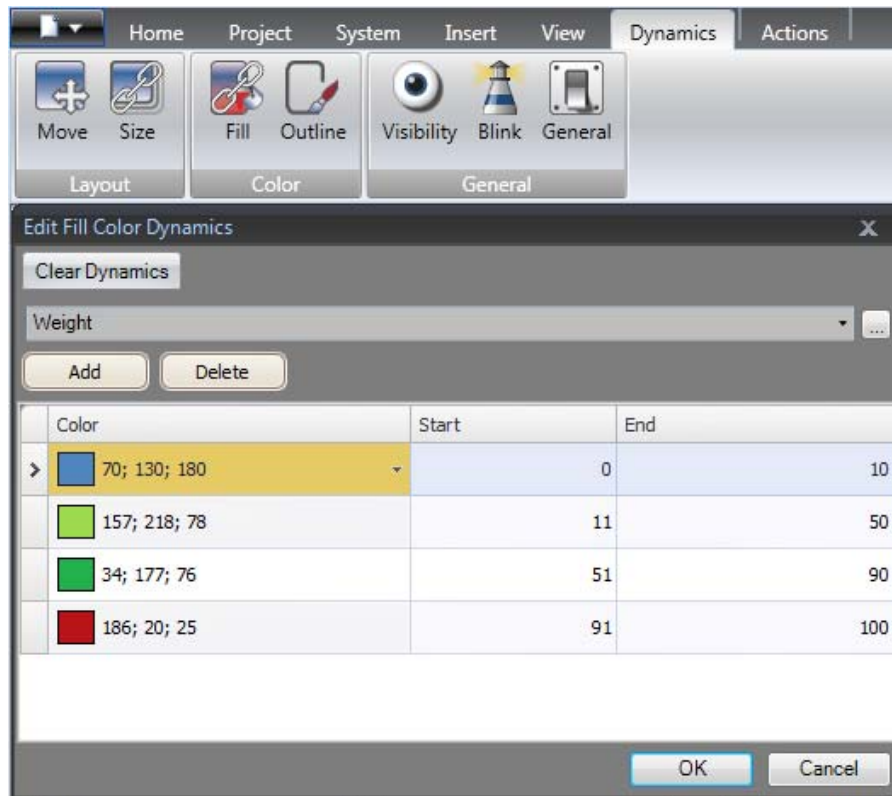 Home Project System Insert View Dynamics Actions
Move Size Fill Outline Visibility Blink General
Layout Color General
Edit Fill Color Dynamics
Clear Dynamics
Weight
...
Add Delete
Color Start End
70; 130; 180 0 10
157; 218; 78 11 50
34; 177; 76 51 90
186; 20; 25 91 100
OK Cancel